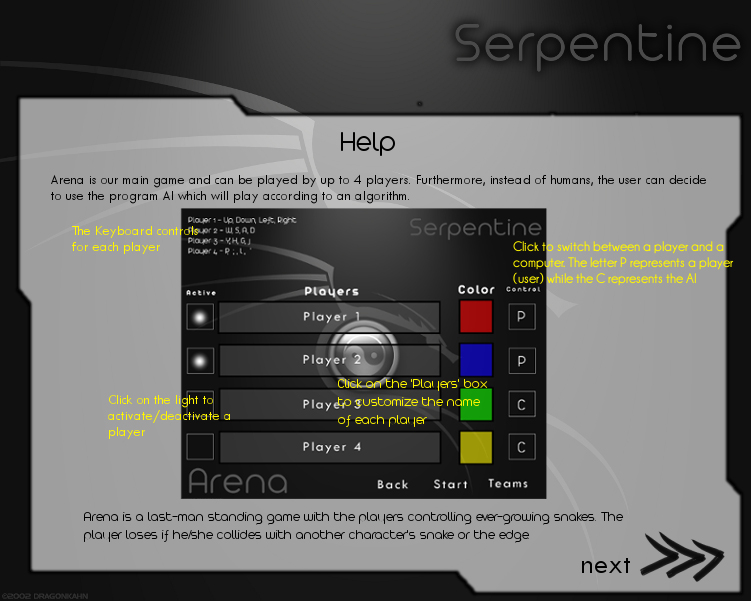 Serpentine
Help
Arena is our main game and can be played by up to 4 players. Furthermore, instead of humans, the user can decide
to use the program AI which will play according to an algorithm.
Player 1 - Up, Down, Left, Right
Player 2 - W, S, A, D
Player 3 - Y, H, G, J
Player 4 - P, ;, L, '
Serpentine
The Keyboard controls
for each player
Click to switch between a player and a
computer. The letter P represents a player
(user) while the C represents the AI
Active
Players
Color
Control
Player 1
P
Player 2
P
Player 3
C
Player 4
C
Click on the light to
activate/deactivate a
player
Click on the 'Players' box
to customize the name
of each player
Arena
Back
Start
Teams
Arena is a last-man standing game with the players controlling ever-growing snakes. The
player loses if he/she collides with another character's snake or the edge
next
©2002 DRAGONKAHN